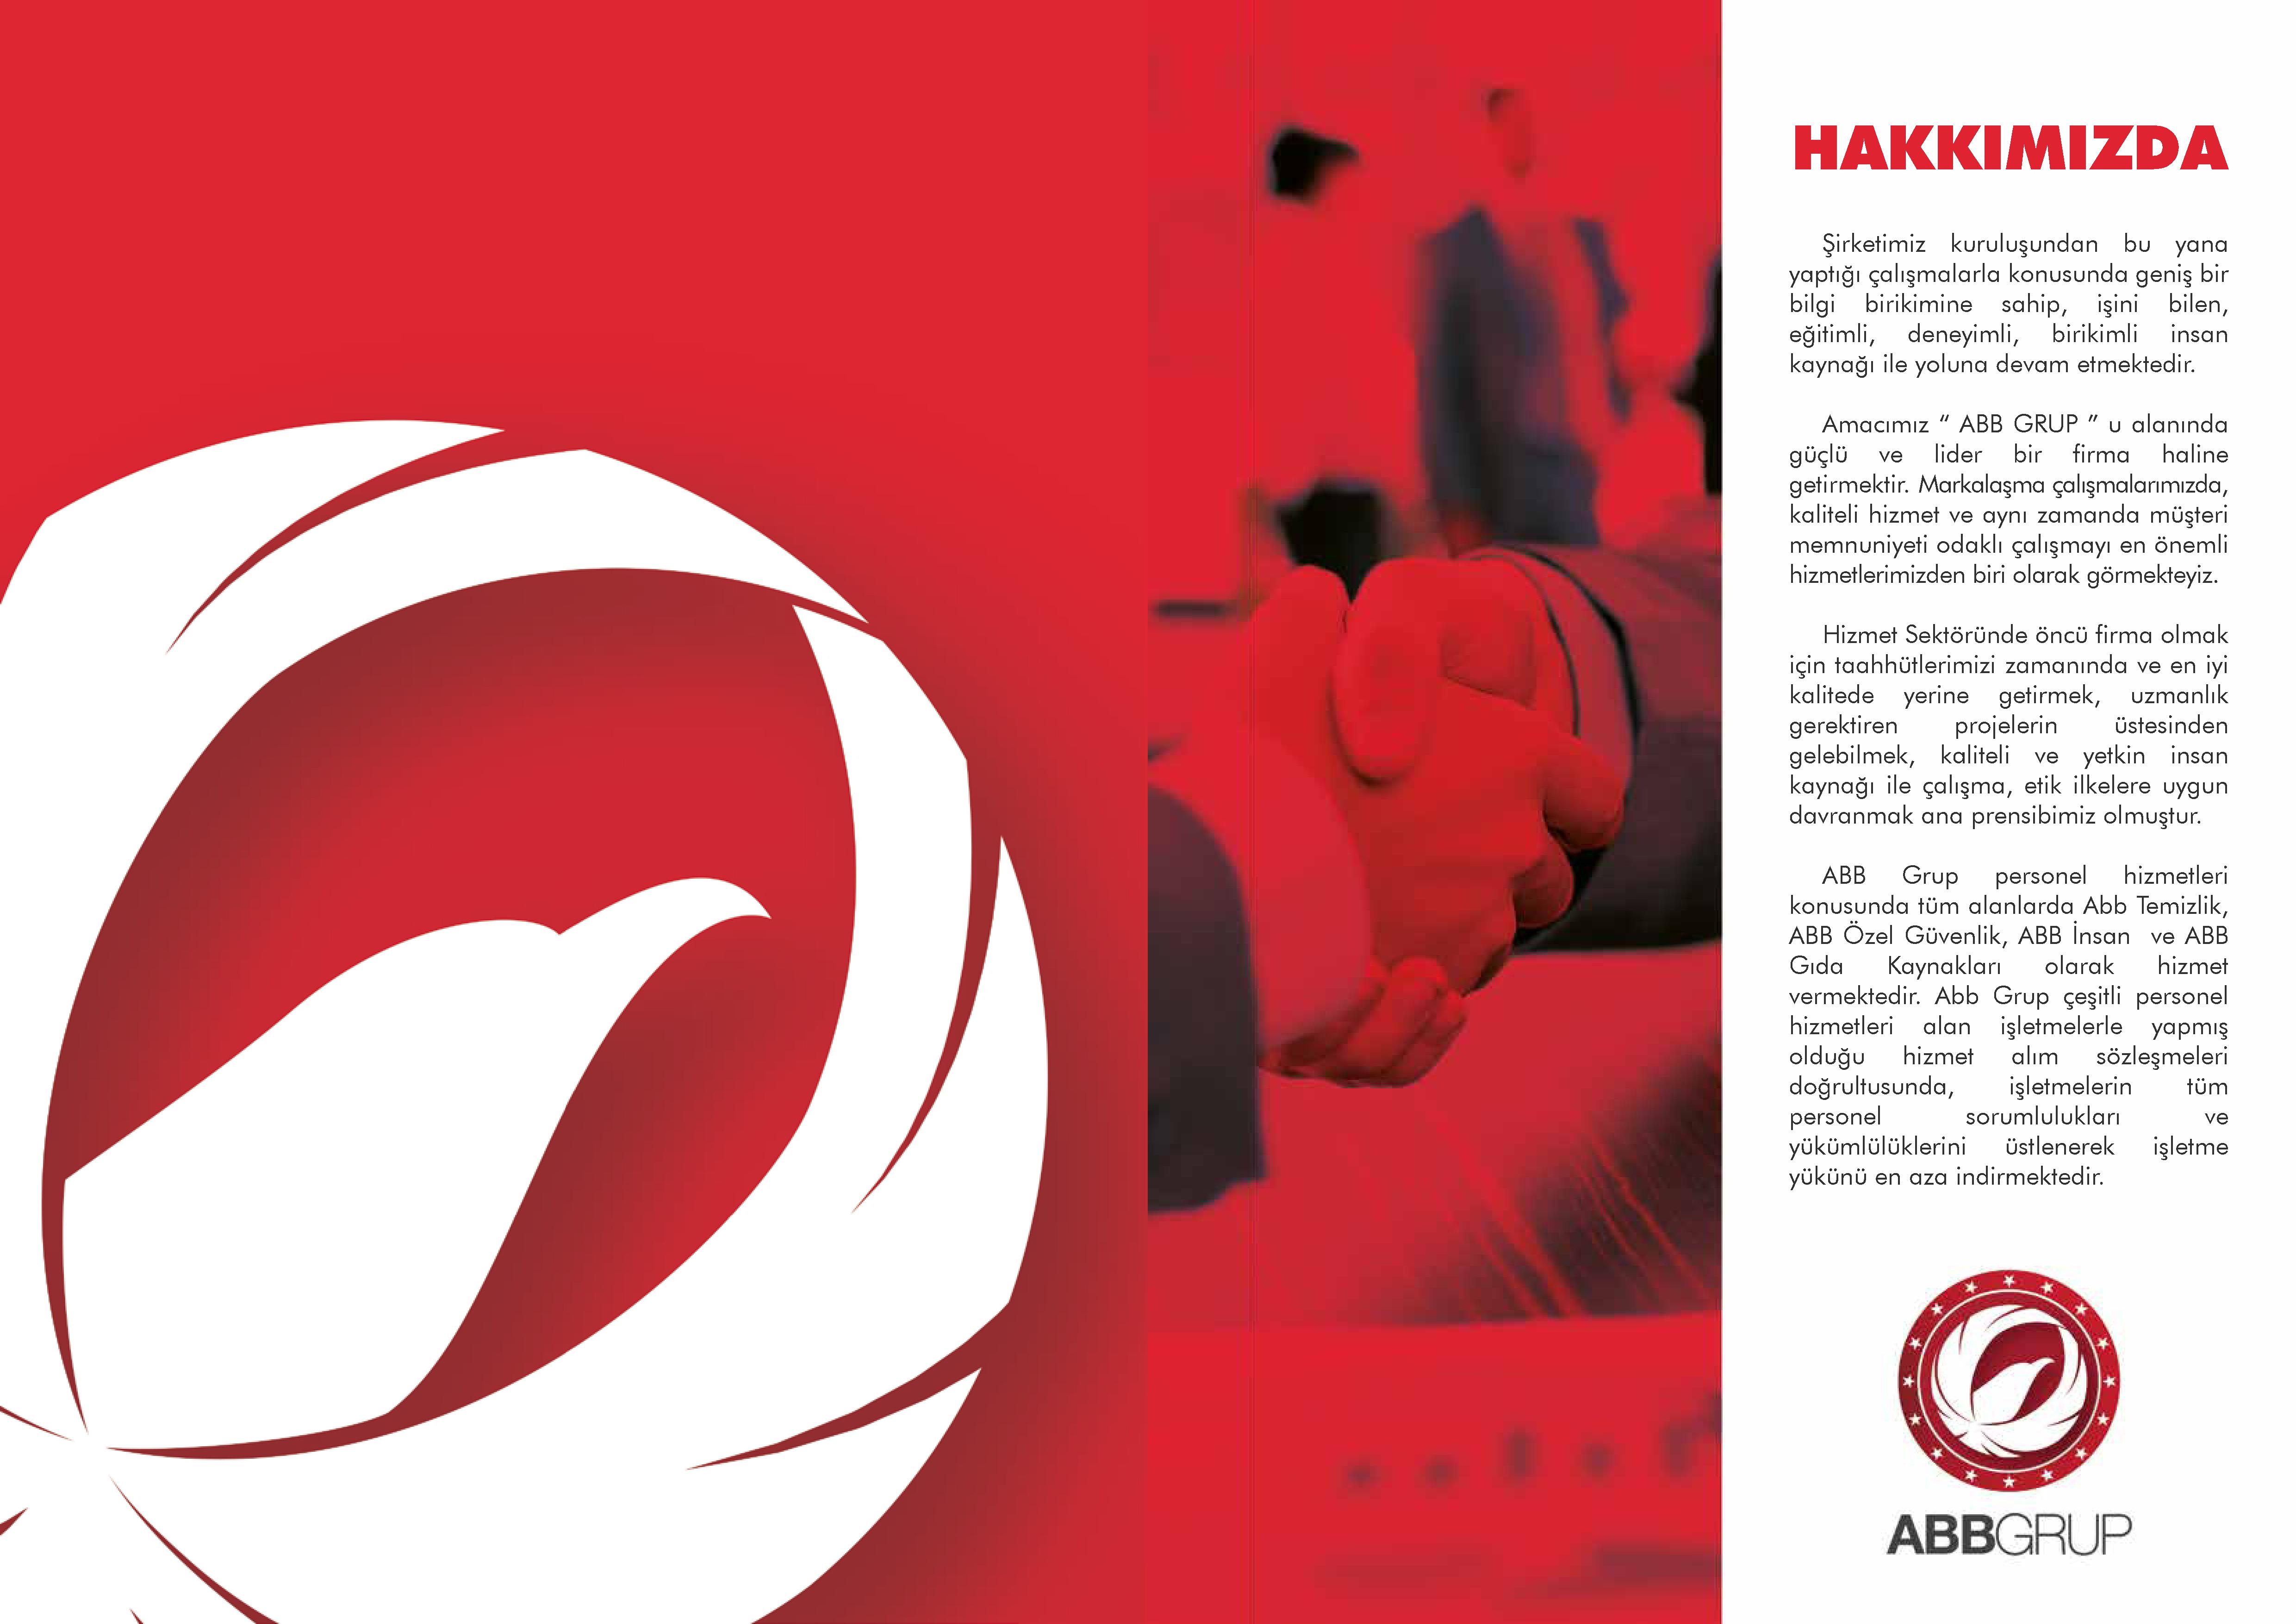 HAKKIMIZDA
Şirketimiz kuruluşundan bu yana
yaptığı çalışmalarla konusunda geniş bir
bilgi birikimine sahip, işini bilen,
eğitimli, deneyimli, birikimli insan
kaynağı ile yoluna devam etmektedir.
Amacımız “ ABB GRUP ” u alanında
güçlü ve lider bir firma haline
getirmektir. Markalaşma çalışmalarımızda,
kaliteli hizmet ve aynı zamanda müşteri
memnuniyeti odaklı çalışmayı en önemli
hizmetlerimizden biri olarak görmekteyiz.
Hizmet Sektöründe öncü firma olmak
için taahhütlerimizi zamanında ve en iyi
kalitede yerine getirmek, uzmanlık
gerektiren projelerin üstesinden
gelebilmek, kaliteli ve yetkin insan
kaynağı ile çalışma, etik ilkelere uygun
davranmak ana prensibimiz olmuştur.
ABB Grup personel hizmetleri
konusunda tüm alanlarda Abb Temizlik,
ABB Özel Güvenlik, ABB İnsan ve ABB
Gıda Kaynakları olarak hizmet
vermektedir. Abb Grup çeşitli personel
hizmetleri alan işletmelerle yapmış
olduğu hizmet alım sözleşmeleri
doğrultusunda, işletmelerin tüm
personel sorumlulukları ve
yükümlülüklerini üstlenerek işletme
yükünü en aza indirmektedir.
ABBGRUP